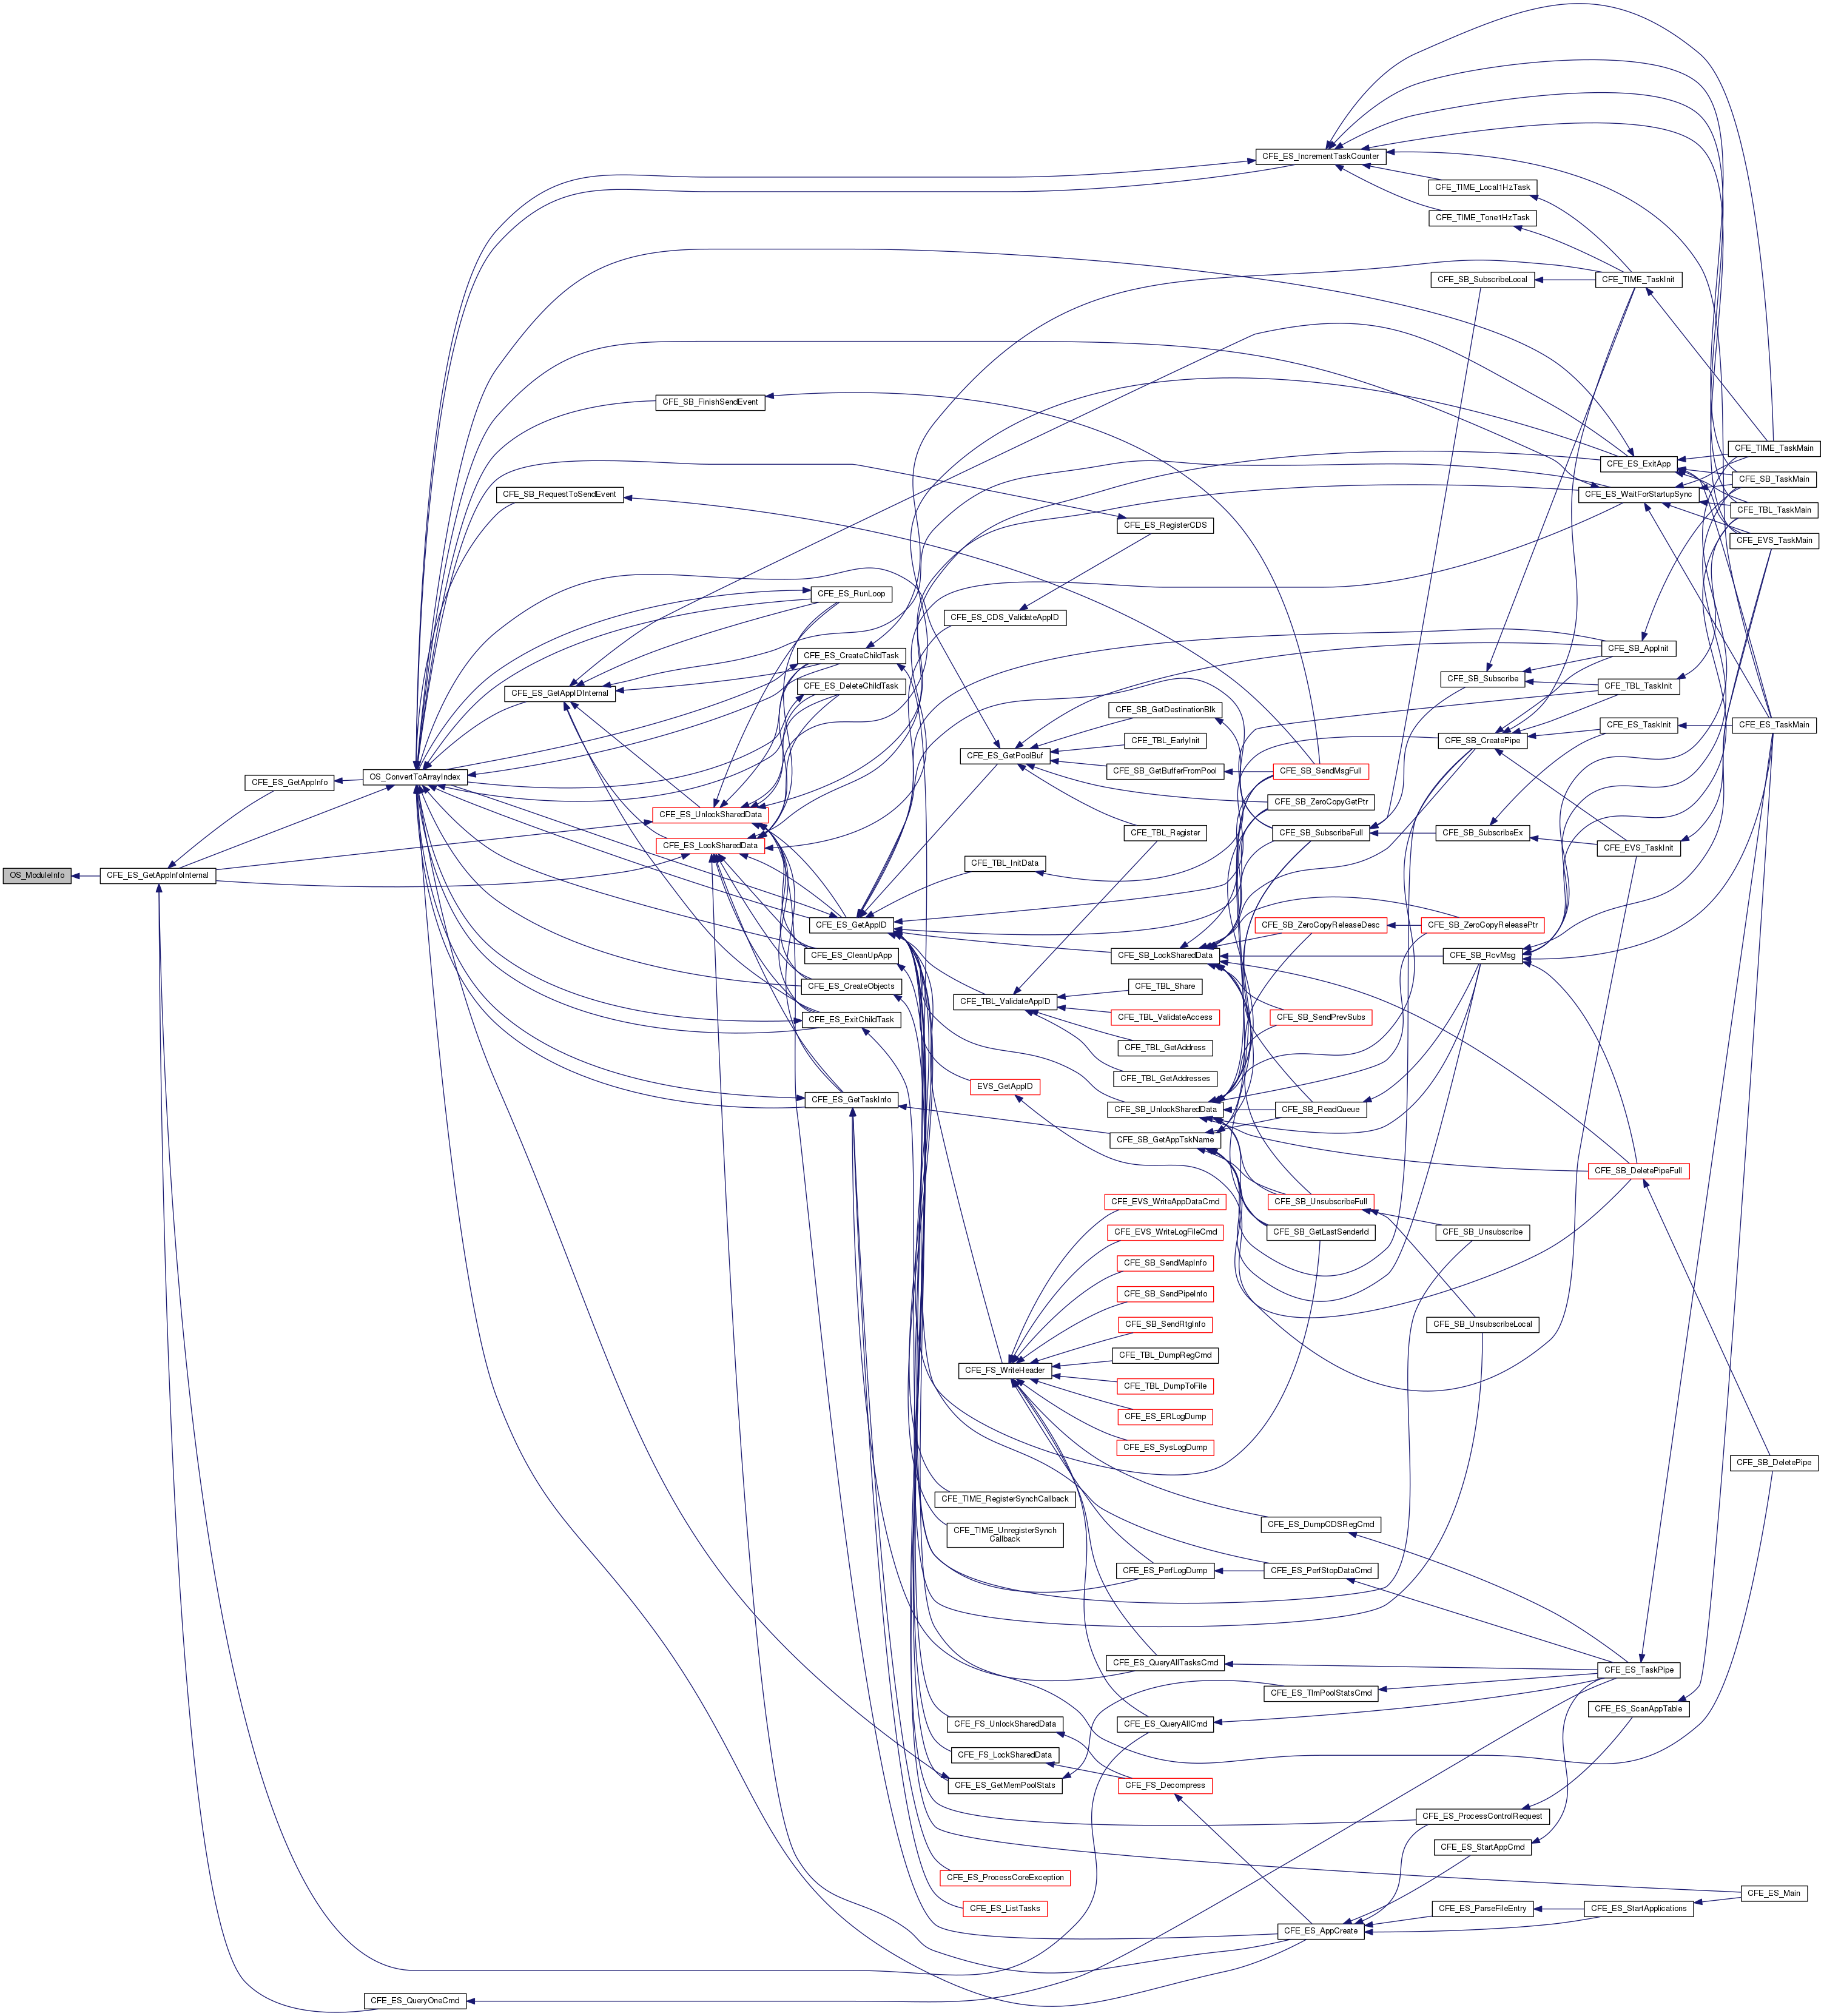 CFE_ES_IncrementTaskCounter
CFE_TIME_Local1HzTask
CFE_TIME_Tone1HzTask
CFE_SB_SubscribeLocal
CFE_TIME_TaskInit
CFE_SB_FinishSendEvent
CFE_TIME_TaskMain
CFE_ES_ExitApp
CFE_SB_TaskMain
CFE_SB_RequestToSendEvent
CFE_ES_WaitForStartupSync
CFE_TBL_TaskMain
CFE_ES_RegisterCDS
CFE_EVS_TaskMain
CFE_ES_RunLoop
CFE_ES_CDS_ValidateAppID
CFE_ES_CreateChildTask
CFE_SB_AppInit
CFE_ES_GetAppIDInternal
CFE_ES_DeleteChildTask
CFE_SB_Subscribe
CFE_TBL_TaskInit
CFE_SB_GetDestinationBlk
CFE_ES_TaskInit
CFE_ES_TaskMain
CFE_TBL_EarlyInit
CFE_SB_CreatePipe
CFE_ES_GetPoolBuf
OS_ConvertToArrayIndex
CFE_ES_GetAppInfo
CFE_SB_GetBufferFromPool
CFE_SB_SendMsgFull
CFE_SB_ZeroCopyGetPtr
CFE_ES_UnlockSharedData
CFE_TBL_Register
CFE_SB_SubscribeFull
CFE_SB_SubscribeEx
CFE_ES_LockSharedData
CFE_EVS_TaskInit
CFE_TBL_InitData
OS_ModuleInfo
CFE_ES_GetAppInfoInternal
CFE_ES_GetAppID
CFE_SB_ZeroCopyReleaseDesc
CFE_SB_ZeroCopyReleasePtr
CFE_ES_CleanUpApp
CFE_SB_LockSharedData
CFE_SB_RcvMsg
CFE_ES_CreateObjects
CFE_TBL_Share
CFE_TBL_ValidateAppID
CFE_TBL_ValidateAccess
CFE_SB_SendPrevSubs
CFE_ES_ExitChildTask
CFE_TBL_GetAddress
CFE_TBL_GetAddresses
EVS_GetAppID
CFE_ES_GetTaskInfo
CFE_SB_UnlockSharedData
CFE_SB_ReadQueue
CFE_SB_GetAppTskName
CFE_SB_DeletePipeFull
CFE_EVS_WriteAppDataCmd
CFE_SB_UnsubscribeFull
CFE_EVS_WriteLogFileCmd
CFE_SB_GetLastSenderId
CFE_SB_Unsubscribe
CFE_SB_SendMapInfo
CFE_SB_SendPipeInfo
CFE_SB_SendRtgInfo
CFE_SB_UnsubscribeLocal
CFE_TBL_DumpRegCmd
CFE_FS_WriteHeader
CFE_TBL_DumpToFile
CFE_ES_ERLogDump
CFE_ES_SysLogDump
CFE_SB_DeletePipe
CFE_TIME_RegisterSynchCallback
CFE_ES_DumpCDSRegCmd
CFE_TIME_UnregisterSynch
Callback
CFE_ES_PerfLogDump
CFE_ES_PerfStopDataCmd
CFE_ES_QueryAllTasksCmd
CFE_ES_TaskPipe
CFE_ES_TlmPoolStatsCmd
CFE_ES_ScanAppTable
CFE_FS_UnlockSharedData
CFE_ES_QueryAllCmd
CFE_FS_LockSharedData
CFE_ES_GetMemPoolStats
CFE_FS_Decompress
CFE_ES_ProcessControlRequest
CFE_ES_StartAppCmd
CFE_ES_ProcessCoreException
CFE_ES_Main
CFE_ES_ListTasks
CFE_ES_ParseFileEntry
CFE_ES_StartApplications
CFE_ES_AppCreate
CFE_ES_QueryOneCmd